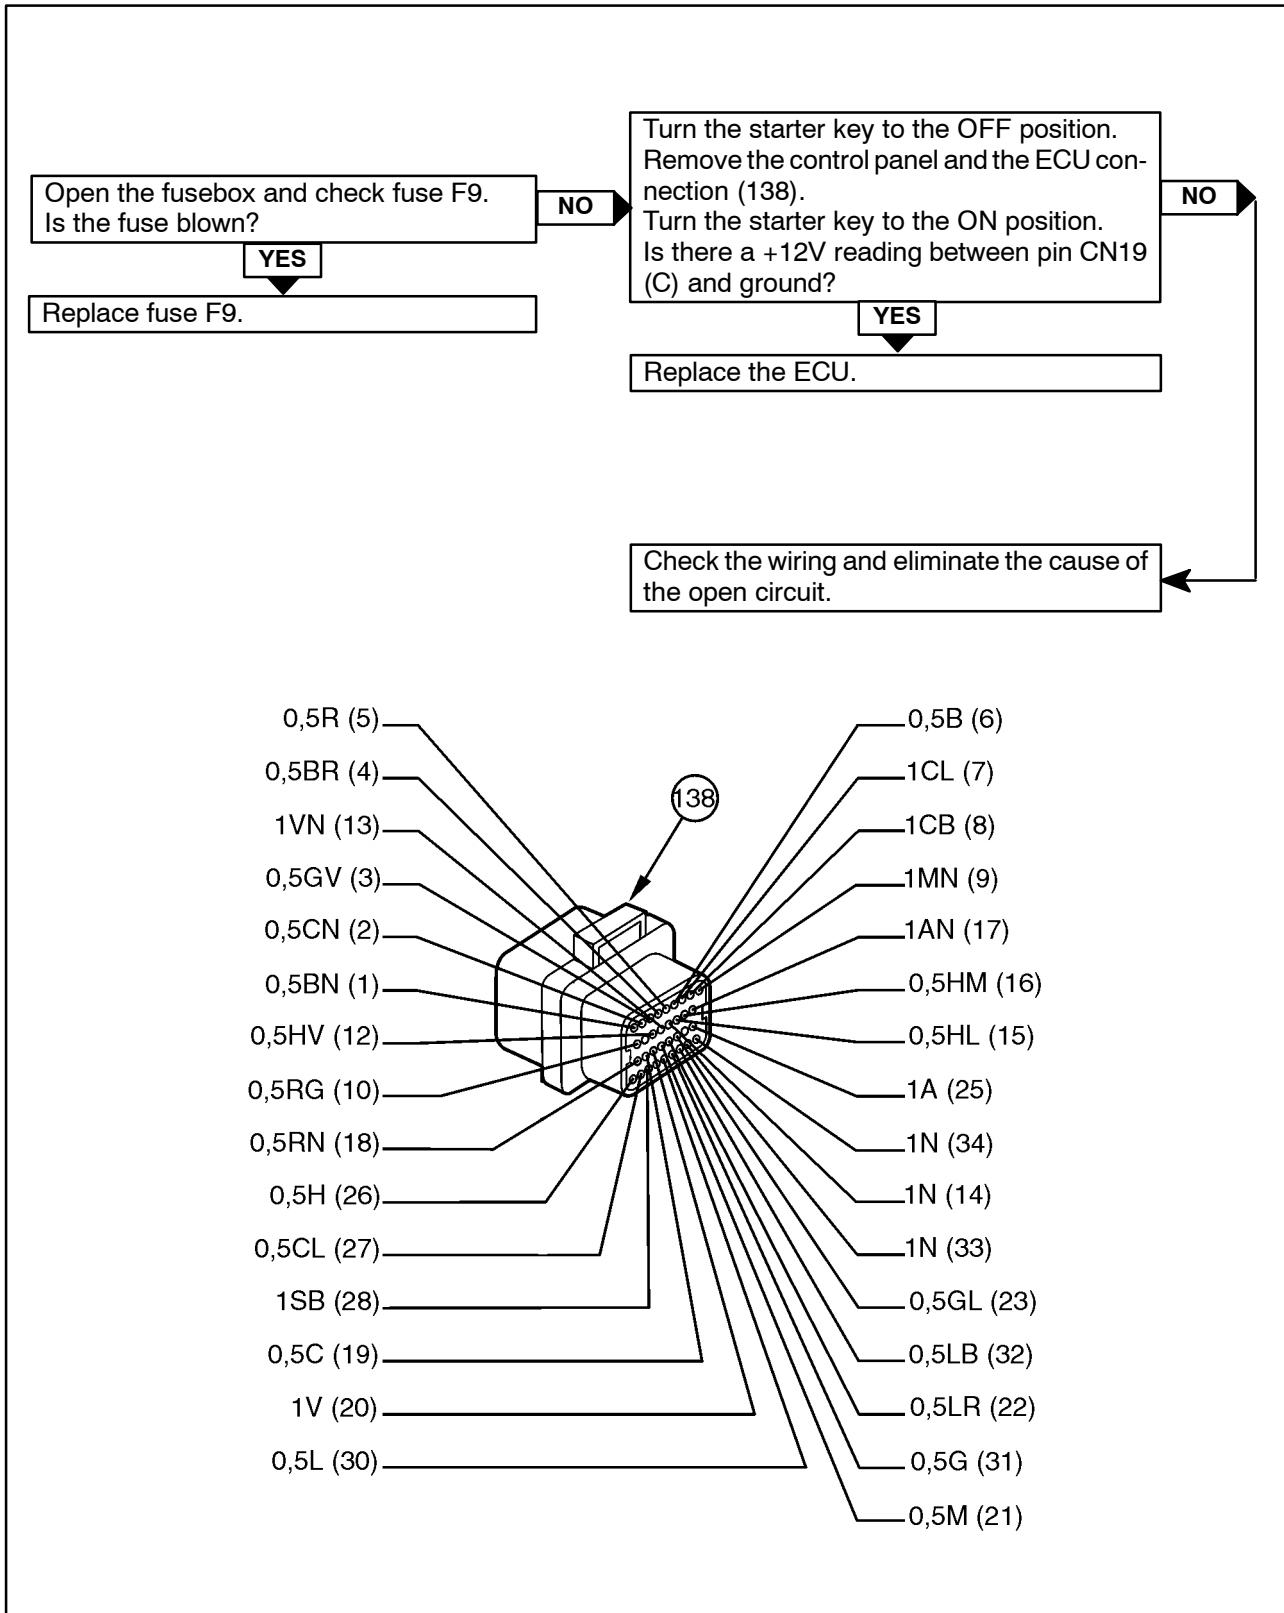 Open the fusebox and check fuse F9.
Is the fuse blown?
YES
Replace fuse F9.
NO
Turn the starter key to the OFF position.
Remove the control panel and the ECU con-
nection (138).
Turn the starter key to the ON position.
Is there a +12V reading between pin CN19
(C) and ground?
YES
Replace the ECU.
NO
Check the wiring and eliminate the cause of
the open circuit.
0,5R (5)
0,5BR (4)
1VN (13)
0,5GV (3)
0,5CN (2)
0,5BN (1)
0,5HV (12)
0,5RG (10)
0,5RN (18)
0,5H (26)
0,5CL (27)
1SB (28)
0,5C (19)
1V (20)
0,5L (30)
138
0,5B (6)
1CL (7)
1CB (8)
1MN (9)
1AN (17)
0,5HM (16)
0,5HL (15)
1A (25)
1N (34)
1N (14)
1N (33)
0,5GL (23)
0,5LB (32)
0,5LR (22)
0,5G (31)
0,5M (21)